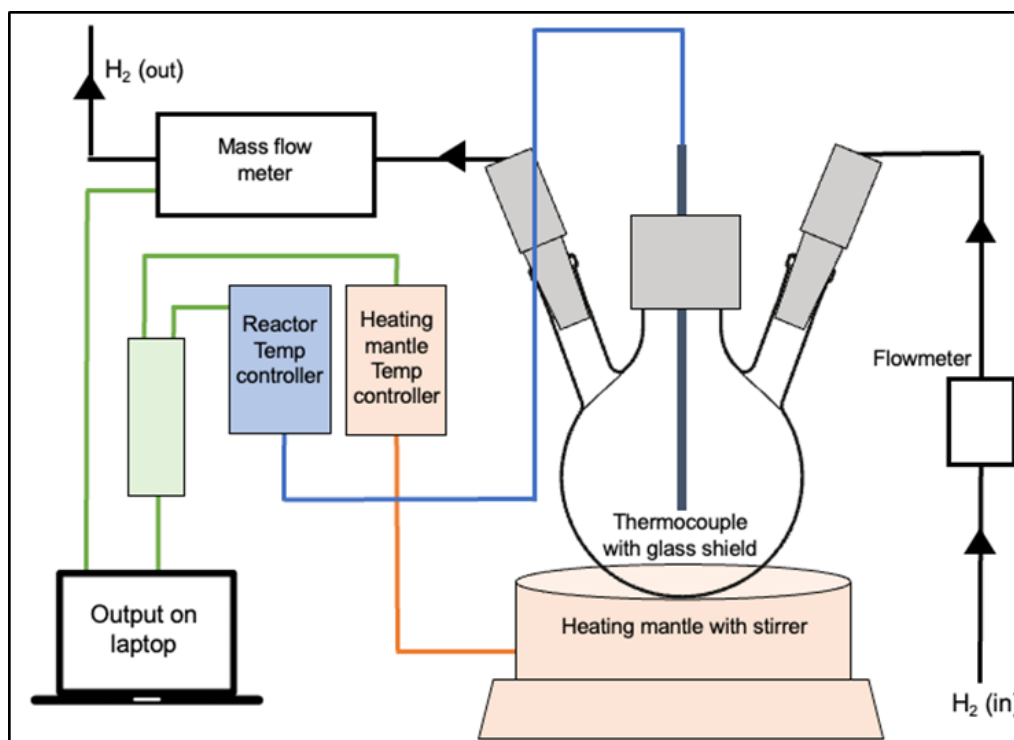 H₂ (out)
Mass flow
meter
Reactor
Temp
controller
Heating
mantle
Temp
controller
Flowmeter
Thermocouple
with glass shield
Output on
laptop
Heating mantle with stirrer
H₂ (in)